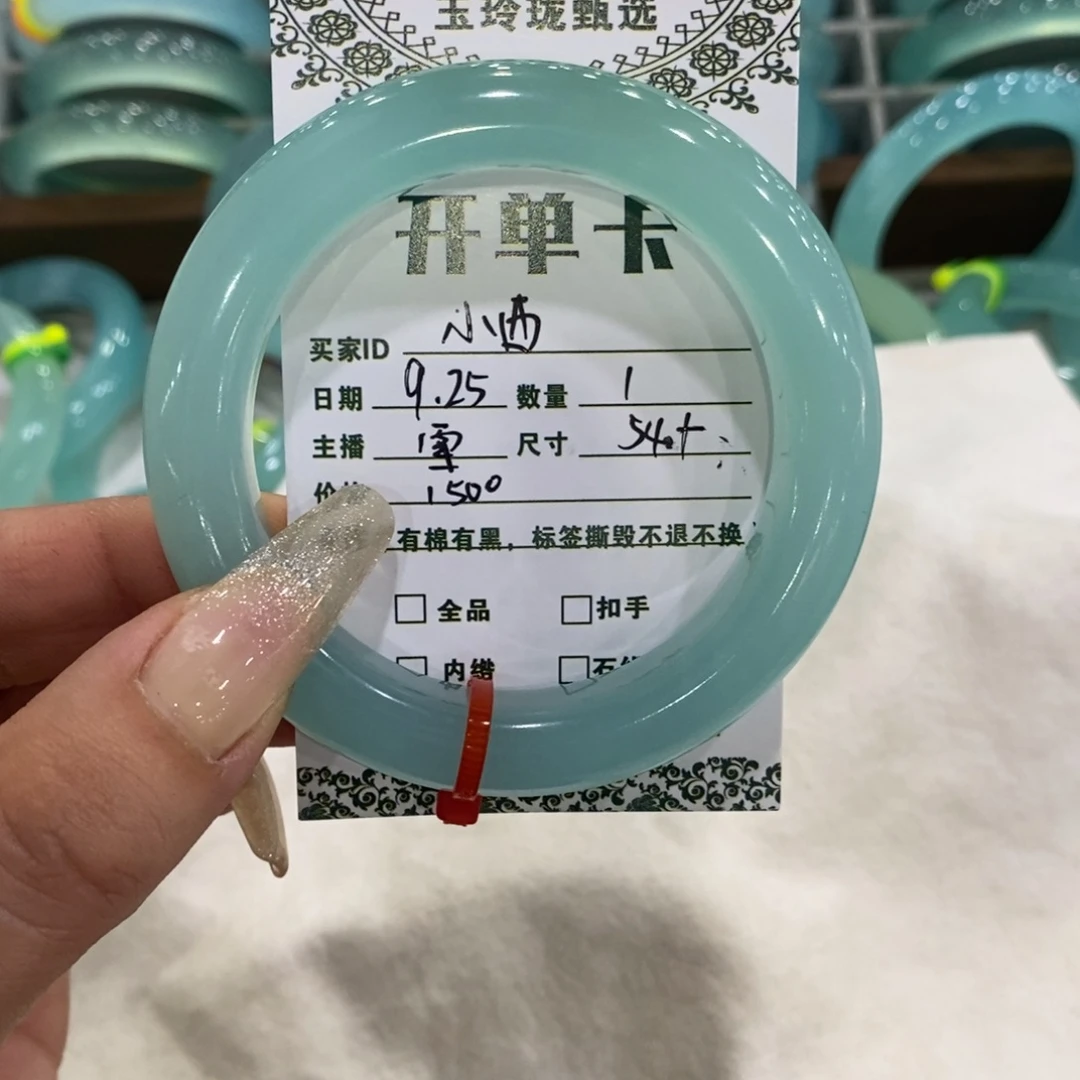 玉玲珑甄选
开单卡
买家ID 小西
日期 9.25 数量 1
主播 雪 尺寸 54.+
1500
有棉有黑，标签撕毁不退不换
全品 扣手
内缵